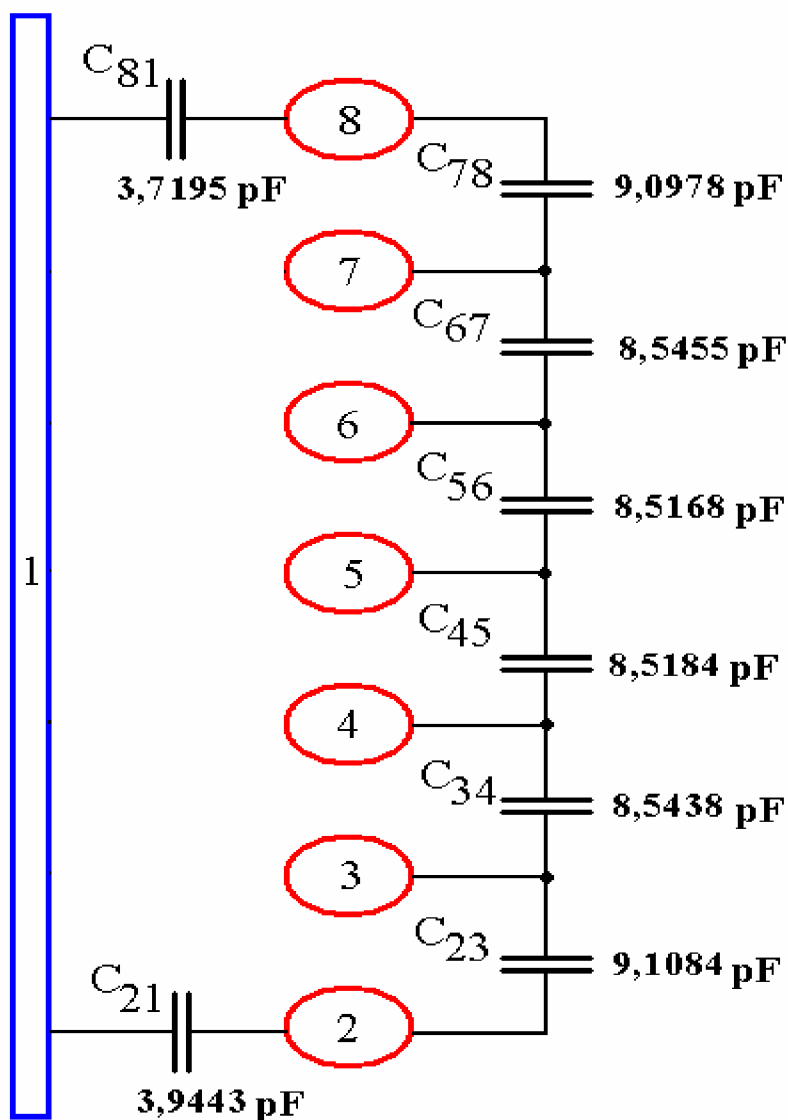 C81
8
3,7195 pF
C78
9,0978 pF
7
C67
8,5455 pF
6
C56
8,5168 pF
1
5
C45
8,5184 pF
4
C34
8,5438 pF
3
C23
9,1084 pF
C21
2
3,9443 pF